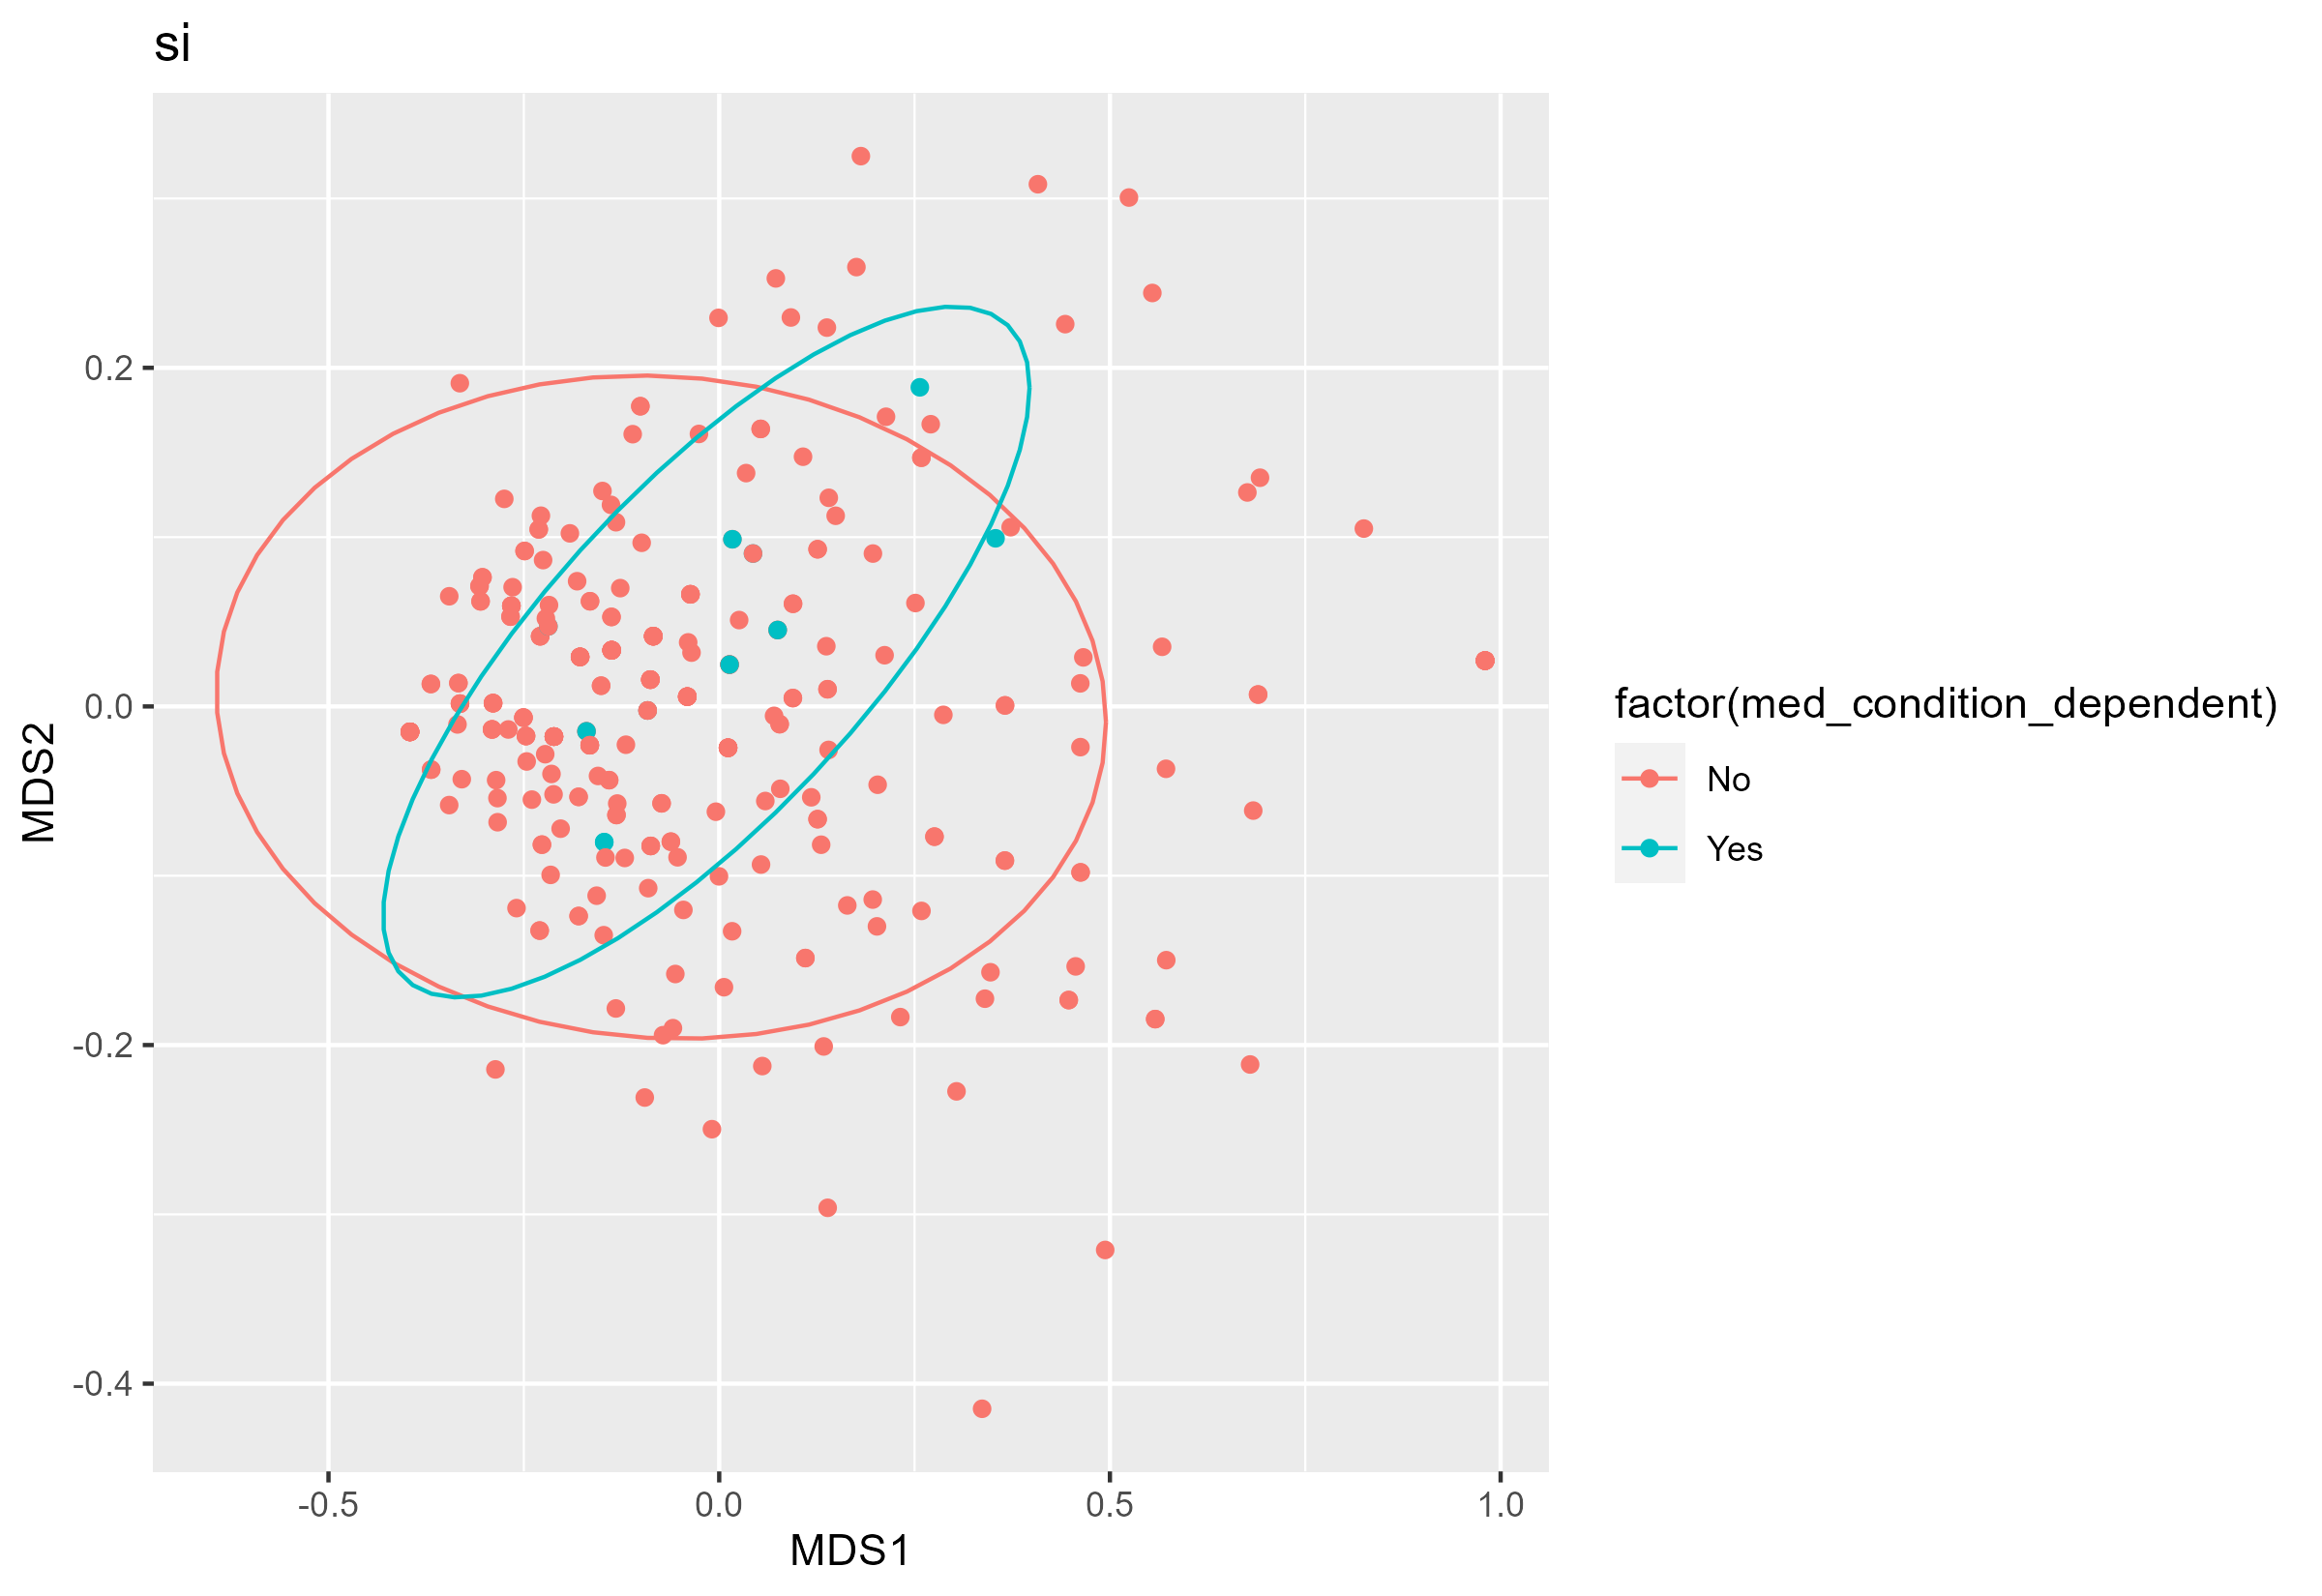 si
0.2
0.0
-0.2
-0.4
MDS2
-0.5 0.0 0.5 1.0
MDS1
factor(med_condition_dependent)
No
Yes